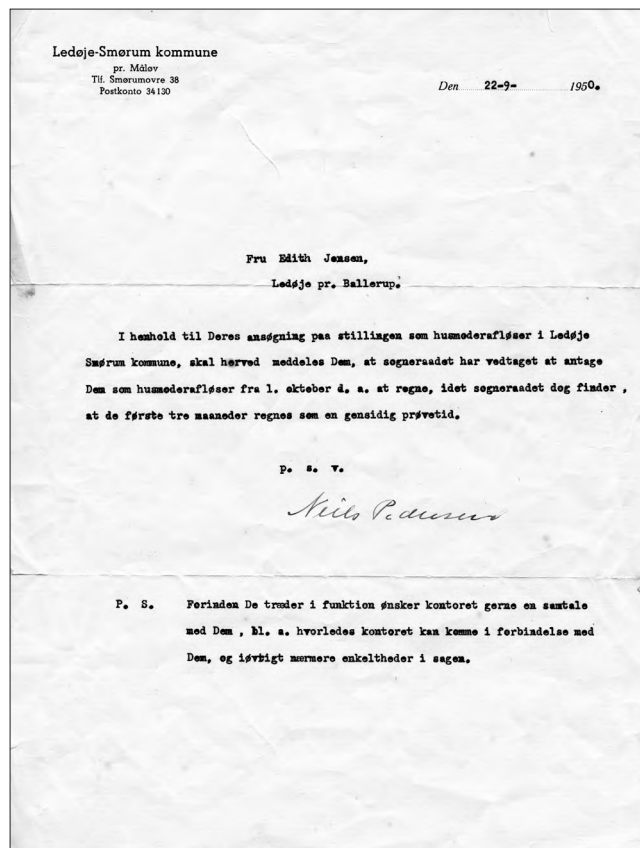 Ledøje-Smørum kommune
pr. Måløv
Tlf. Smørumovre 38
Postkonto 34130
Den 22-9- 1950.
Fru Edith Jensen,
Ledøje pr. Ballerup.
I henhold til Deres ansøgning paa stillingen som husmoderafløser i Ledøje
Smørum kommune, skal herved meddeles Dem, at sogneraadet har vedtaget at antage
Dem som husmoderafløser fra 1. oktober d. a. at regne, idet sogneraadet dog finder ,
at de første tre maaneder regnes som en gensidig prøvetid.
p. s. v.
Niels Pedersen
P. S. Forinden De træder i funktion ønsker kontoret gerne en samtale
med Dem , bl. a. hvorledes kontoret kan komme i forbindelse med
Dem, og iøvtigt nærmere enkeltheder i sagen.